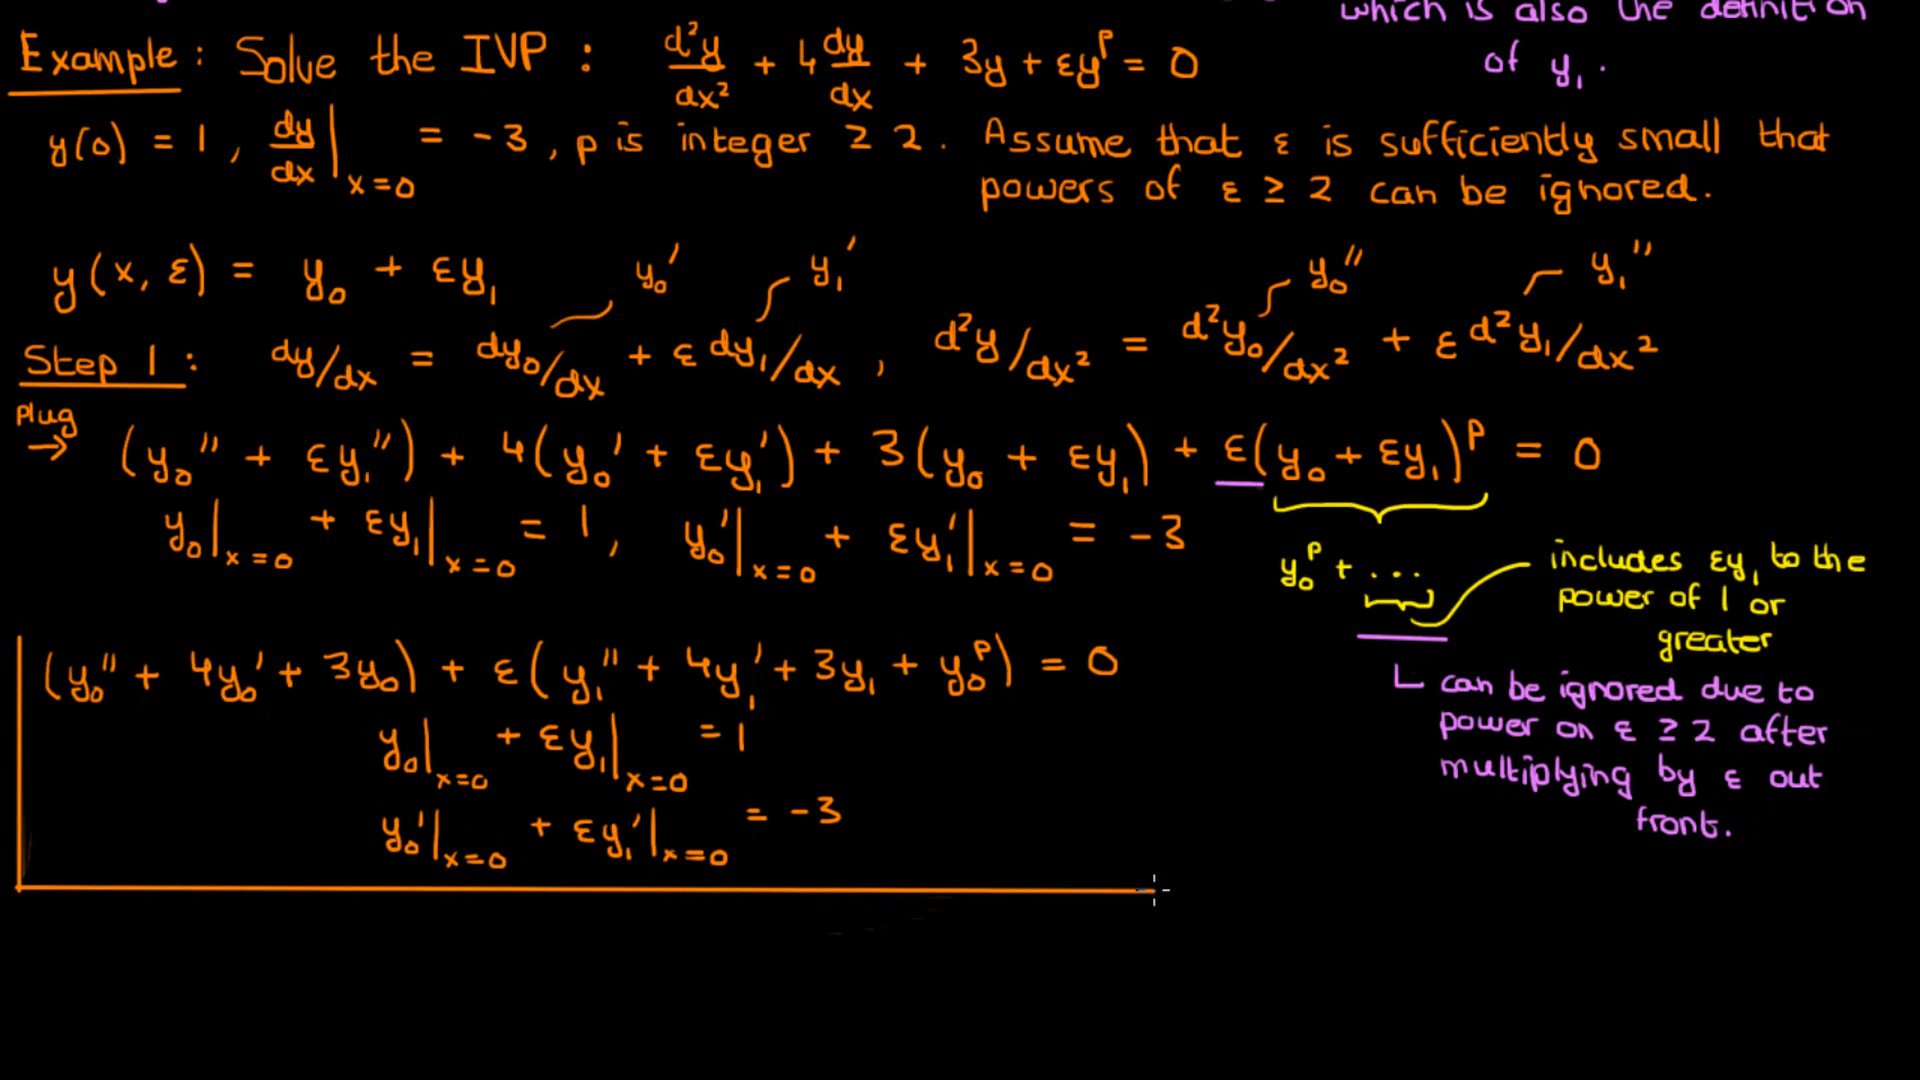 which is also the definition
of y₁.
Example: Solve the IVP: d²y/dx² + 4 dy/dx + 3y + εy^p = 0
y(0) = 1, dy/dx |x=0 = -3, p is integer ≥ 2. Assume that ε is sufficiently small that
powers of ε ≥ 2 can be ignored.
y(x, ε) = y₀ + εy₁
y₀' y₁' y₀'' y₁''
Step 1: dy/dx = dy₀/dx + ε dy₁/dx, d²y/dx² = d²y₀/dx² + ε d²y₁/dx²
Plug → (y₀'' + εy₁'') + 4(y₀' + εy₁') + 3(y₀ + εy₁) + ε(y₀ + εy₁)^p = 0
y₀|x=0 + εy₁|x=0 = 1, y₀'|x=0 + εy₁'|x=0 = -3
y₀^p + ...
includes εy₁ to the
power of 1 or
greater
can be ignored due to
power on ε ≥ 2 after
multiplying by ε out
front.
(y₀'' + 4y₀' + 3y₀) + ε(y₁'' + 4y₁' + 3y₁ + y₀^p) = 0
y₀|x=0 + εy₁|x=0 = 1
y₀'|x=0 + εy₁'|x=0 = -3